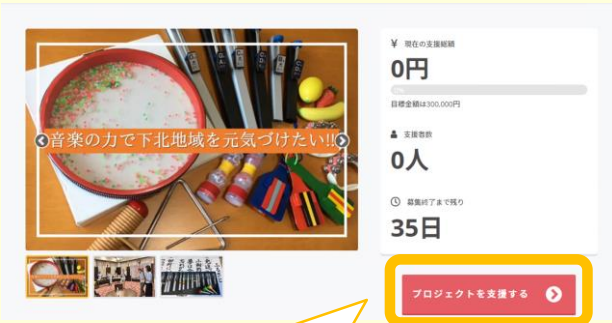 音楽の力で下北地域を元気づけたい!!
¥ 現在の支援総額
0円
0%
目標金額は300,000円
支援者数
0人
募集終了まで残り
35日
プロジェクトを支援する